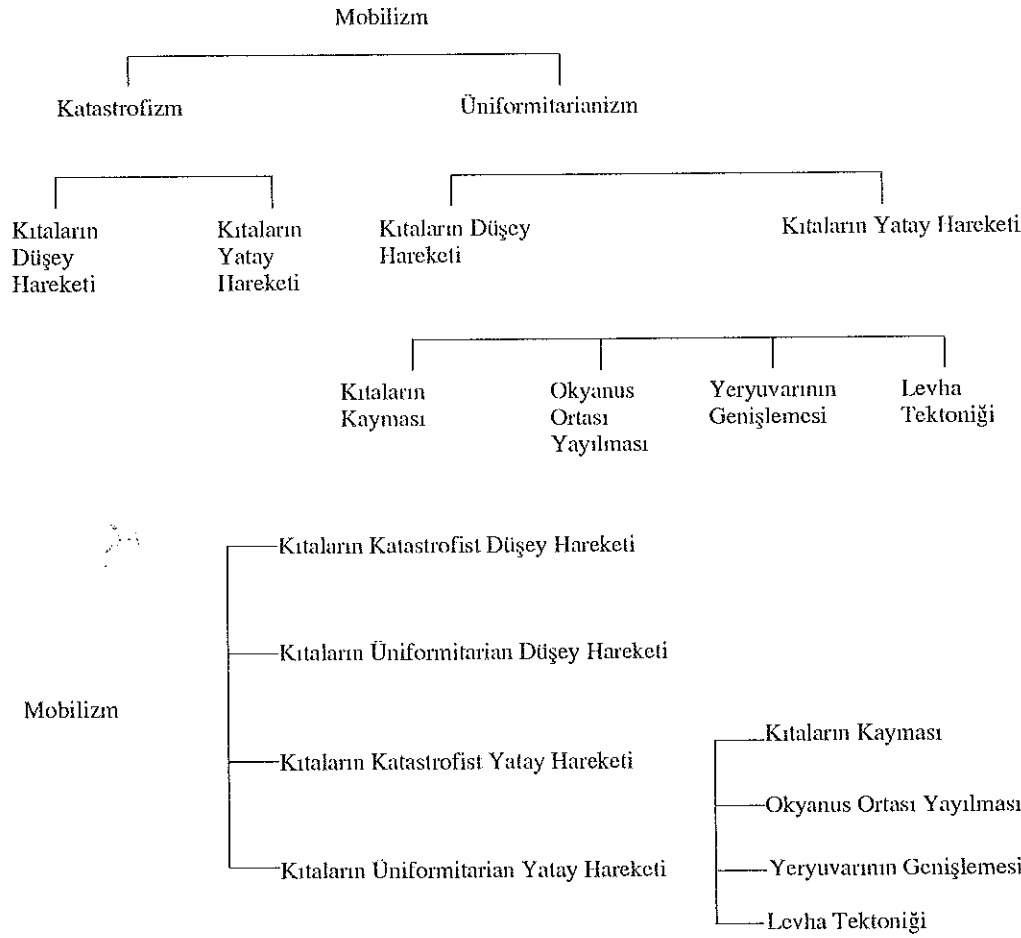 Mobilizm
Katastrofizm
Üniformitarianizm
Kıtaların
Düşey
Hareketi
Kıtaların
Yatay
Hareketi
Kıtaların Düşey
Hareketi
Kıtaların Yatay Hareketi
Kıtaların
Kayması
Okyanus
Ortası
Yayılması
Yeryuvarının
Genişlemesi
Levha
Tektoniği
Mobilizm
Kıtaların Katastrofist Düşey Hareketi
Kıtaların Üniformitarian Düşey Hareketi
Kıtaların Katastrofist Yatay Hareketi
Kıtaların Üniformitarian Yatay Hareketi
Kıtaların Kayması
Okyanus Ortası Yayılması
Yeryuvarının Genişlemesi
Levha Tektoniği